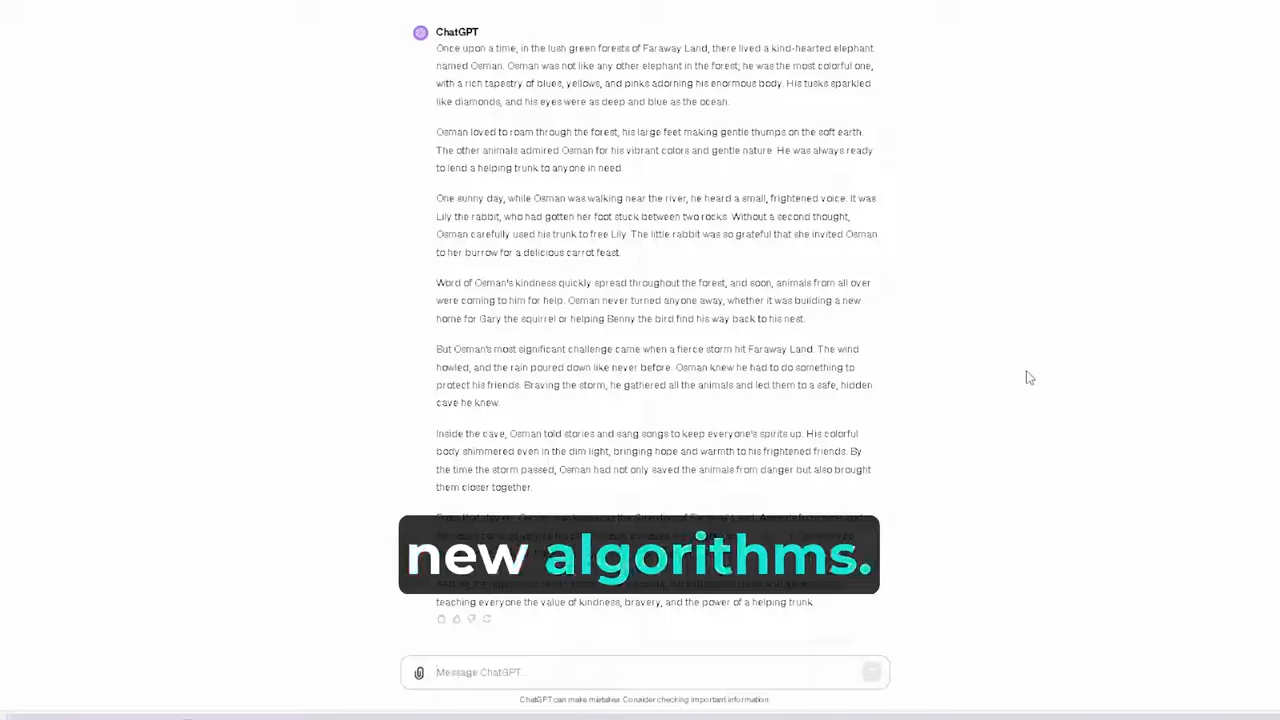 ChatGPT
Once upon a time, in the lush green forests of Faraway Land, there lived a kind-hearted elephant
named Osman. Osman was not like any other elephant in the forest; he was the most colorful one,
with a rich tapestry of blues, yellows, and pinks adorning his enormous body. His tusks sparkled
like diamonds, and his eyes were as deep and blue as the ocean.
Osman loved to roam through the forest, his large feet making gentle thumps on the soft earth.
The other animals admired Osman for his vibrant colors and gentle nature. He was always ready
to lend a helping trunk to anyone in need.
One sunny day, while Osman was walking near the river, he heard a small, frightened voice. It was
Lily the rabbit, who had gotten her foot stuck between two rocks. Without a second thought,
Osman carefully used his trunk to free Lily. The little rabbit was so grateful that she invited Osman
to her burrow for a delicious carrot feast.
Word of Osman's kindness quickly spread throughout the forest, and soon, animals from all over
were coming to him for help. Osman never turned anyone away, whether it was building a new
home for Gary the squirrel or helping Benny the bird find his way back to his nest.
But Osman's most significant challenge came when a fierce storm hit Faraway Land. The wind
howled, and the rain poured down like never before. Osman knew he had to do something to
protect his friends. Braving the storm, he gathered all the animals and led them to a safe, hidden
cave he knew.
Inside the cave, Osman told stories and sang songs to keep everyone's spirits up. His colorful
body shimmered even in the dim light, bringing hope and warmth to his frightened friends. By
the time the storm passed, Osman had not only saved the animals from danger but also brought
them closer together.
new algorithms.
teaching everyone the value of kindness, bravery, and the power of a helping trunk.
Message ChatGPT...
ChatGPT can make mistakes. Consider checking important information.